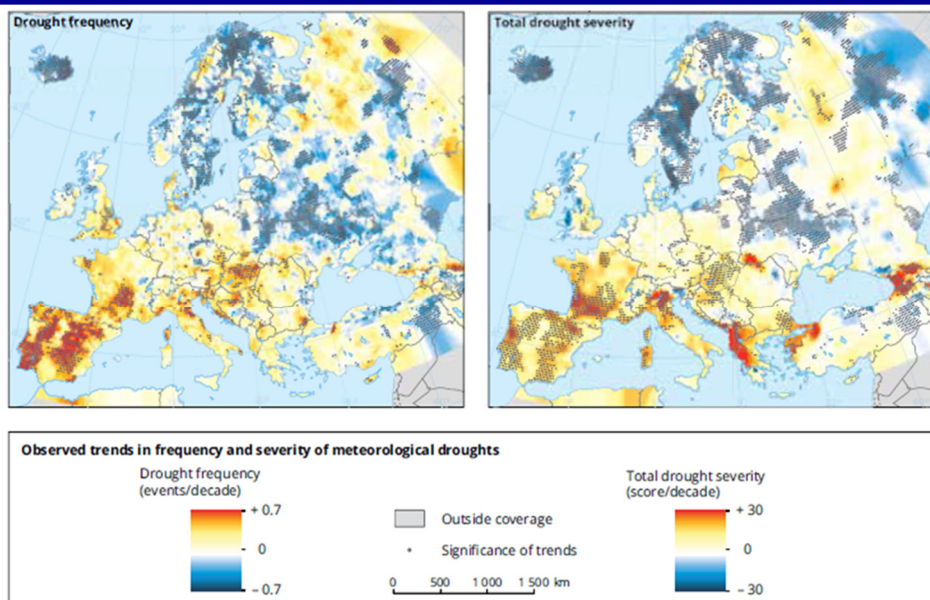 Drought frequency
Total drought severity
Observed trends in frequency and severity of meteorological droughts
Drought frequency
(events/decade)
+ 0.7
0
- 0.7
Outside coverage
Significance of trends
0 500 1 000 1 500 km
Total drought severity
(score/decade)
+ 30
0
- 30